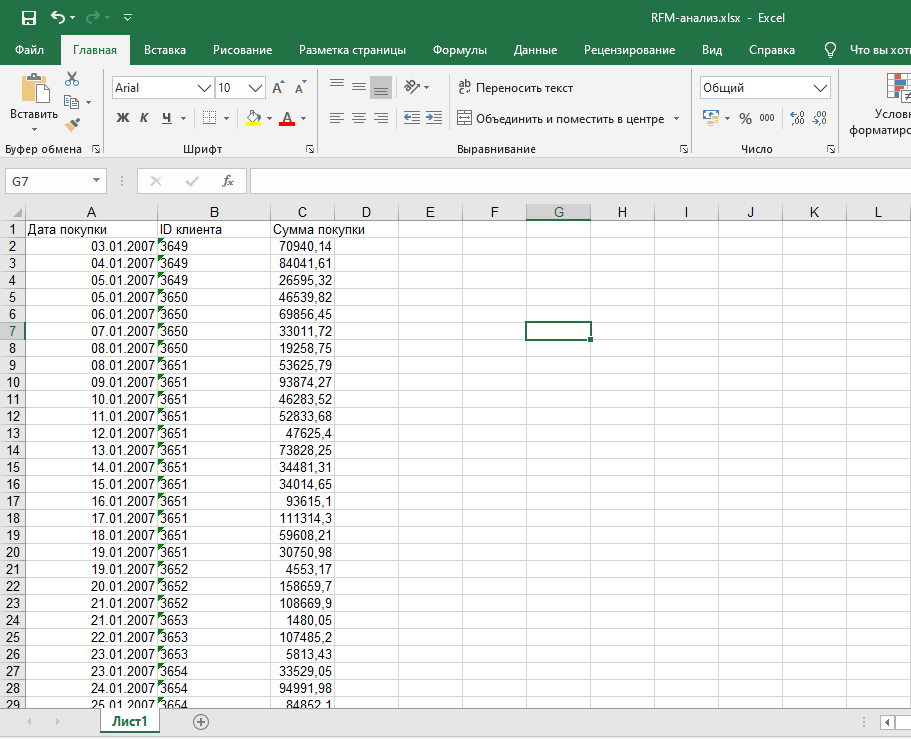 RFM-анализ.xlsx - Excel
Файл Главная Вставка Рисование Разметка страницы Формулы Данные Рецензирование Вид Справка Что вы хот
Вставить
Arial 10 А А
Ж К Ч А
ab Переносить текст
Объединить и поместить в центре
Общий
% 000
Услов
форматиро
Буфер обмена Шрифт Выравнивание Число
G7 fx
A B C D E F G H I J K L
1 Дата покупки ID клиента Сумма покупки
2 03.01.2007 3649 70940,14
3 04.01.2007 3649 84041,61
4 05.01.2007 3649 26595,32
5 05.01.2007 3650 46539,82
6 06.01.2007 3650 69856,45
7 07.01.2007 3650 33011,72
8 08.01.2007 3650 19258,75
9 08.01.2007 3651 53625,79
10 09.01.2007 3651 93874,27
11 10.01.2007 3651 46283,52
12 11.01.2007 3651 52833,68
13 12.01.2007 3651 47625,4
14 13.01.2007 3651 73828,25
15 14.01.2007 3651 34481,31
16 15.01.2007 3651 34014,65
17 16.01.2007 3651 93615,1
18 17.01.2007 3651 111314,3
19 18.01.2007 3651 59608,21
20 19.01.2007 3651 30750,98
21 19.01.2007 3652 4553,17
22 20.01.2007 3652 158659,7
23 21.01.2007 3652 108669,9
24 21.01.2007 3653 1480,05
25 22.01.2007 3653 107485,2
26 23.01.2007 3653 5813,43
27 23.01.2007 3654 33529,05
28 24.01.2007 3654 94991,98
29 25.01.2007 3654 84852,1
Лист1